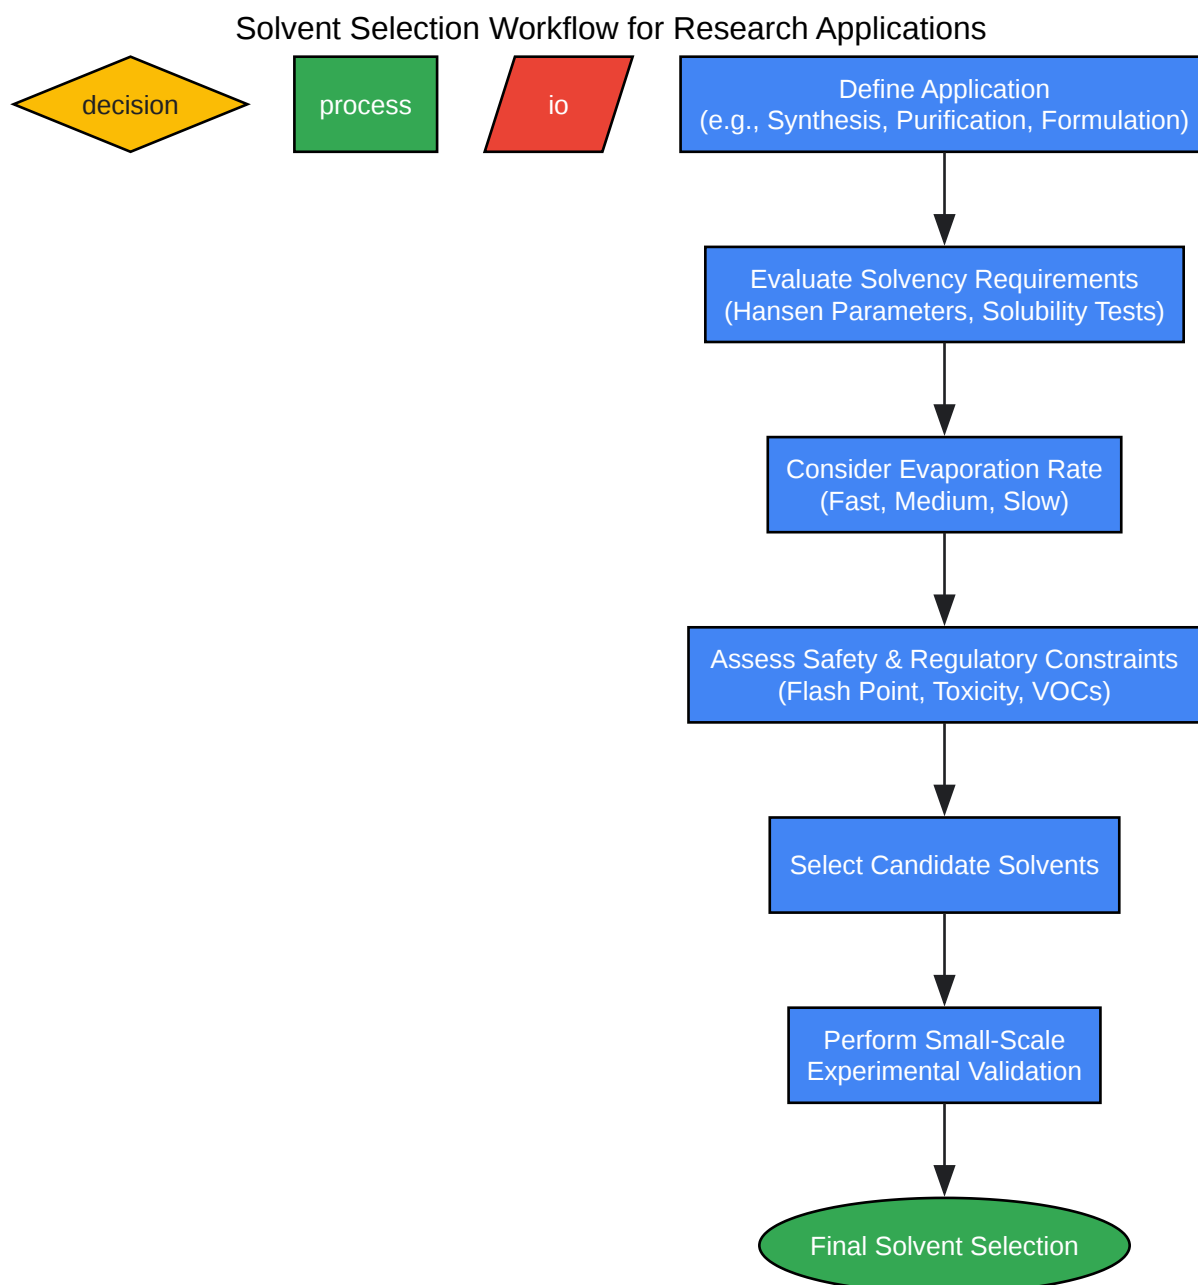 Solvent Selection Workflow for Research Applications
decision
process
io
Define Application
(e.g., Synthesis, Purification, Formulation)
Evaluate Solvency Requirements
(Hansen Parameters, Solubility Tests)
Consider Evaporation Rate
(Fast, Medium, Slow)
Assess Safety & Regulatory Constraints
(Flash Point, Toxicity, VOCs)
Select Candidate Solvents
Perform Small-Scale
Experimental Validation
Final Solvent Selection